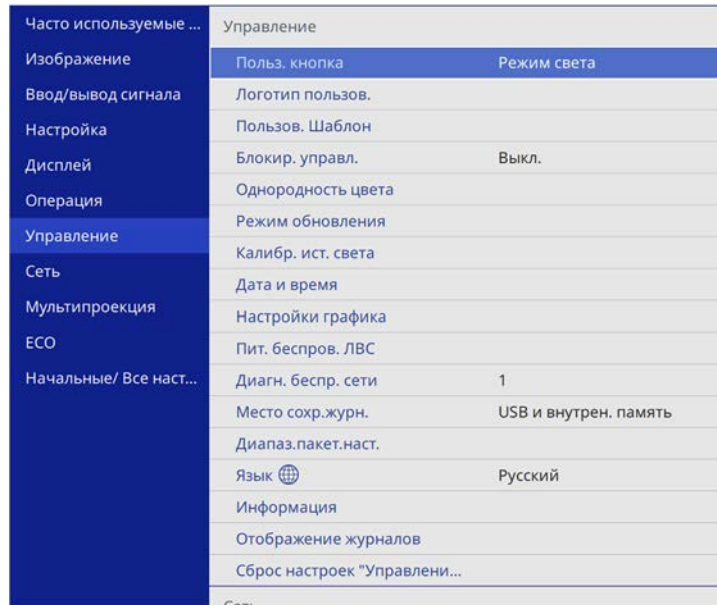 Часто используемые ...
Изображение
Ввод/вывод сигнала
Настройка
Дисплей
Операция
Управление
Сеть
Мультипроекция
ECO
Начальные/ Все наст...
Управление
Польз. кнопка Режим света
Логотип пользов.
Пользов. Шаблон
Блокир. управл. Выкл.
Однородность цвета
Режим обновления
Калибр. ист. света
Дата и время
Настройки графика
Пит. беспров. ЛВС
Диагн. беспр. сети 1
Место сохр.журн. USB и внутрен. память
Диапаз.пакет.наст.
Язык Русский
Информация
Отображение журналов
Сброс настроек "Управлени...